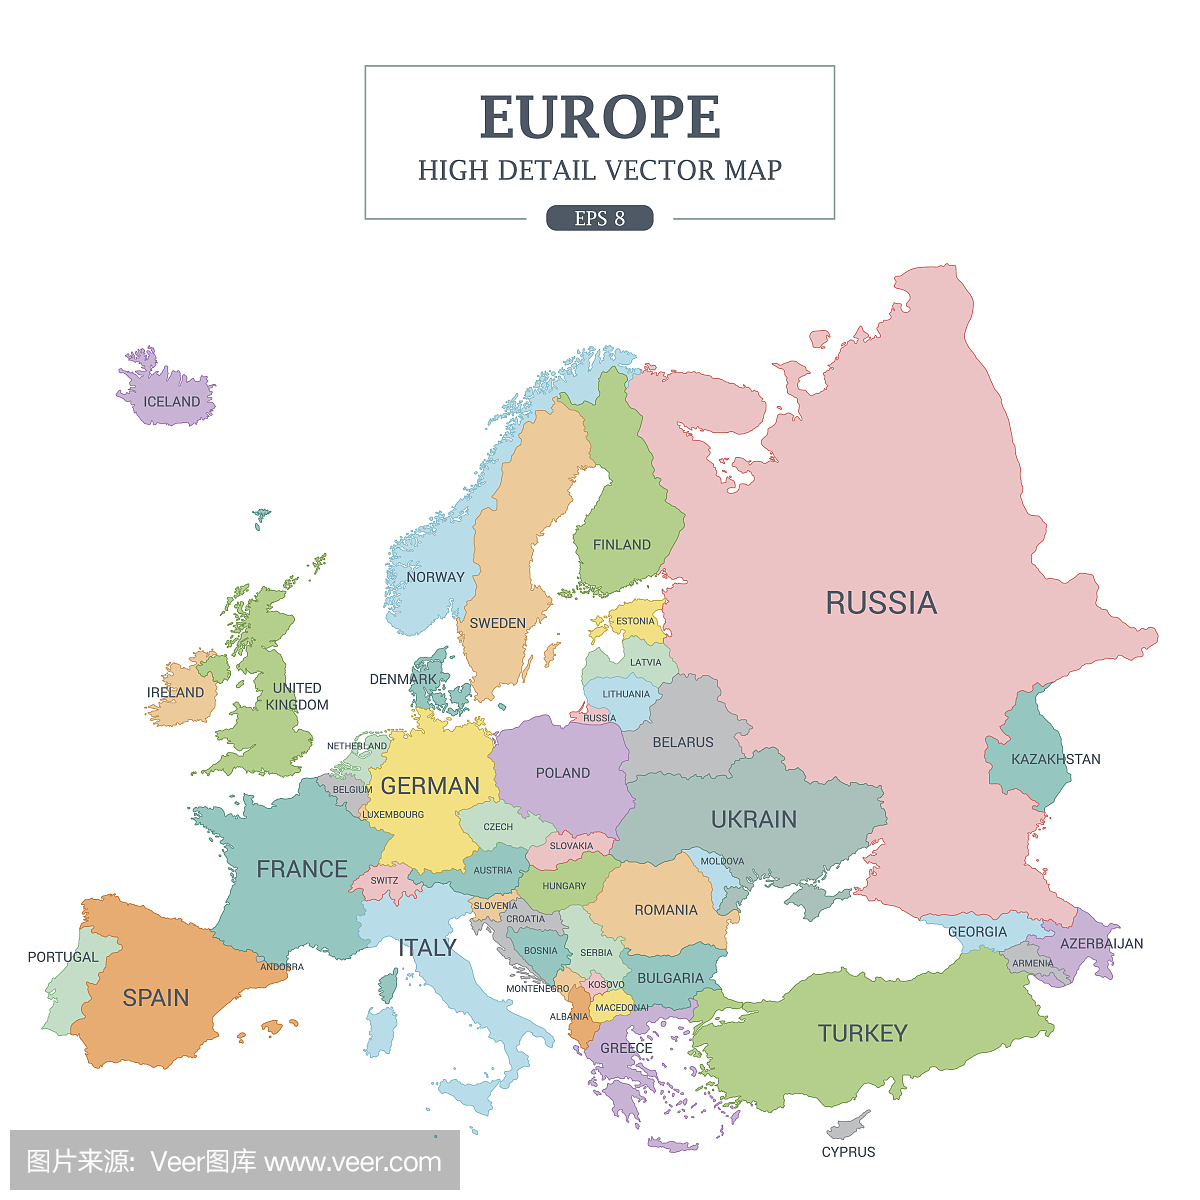 EUROPE
HIGH DETAIL VECTOR MAP
EPS 8
ICELAND
FINLAND
NORWAY
RUSSIA
SWEDEN
ESTONIA
LATVIA
DENMARK
IRELAND
UNITED
KINGDOM
LITHUANIA
RUSSIA
NETHERLAND
BELARUS
KAZAKHSTAN
POLAND
GERMAN
BELGIUM
LUXEMBOURG
UKRAIN
CZECH
SLOVAKIA
FRANCE
MOLDOVA
AUSTRIA
SWITZ
HUNGARY
SLOVENIA
ROMANIA
CROATIA
GEORGIA
ITALY
AZERBAIJAN
BOSNIA
SERBIA
PORTUGAL
ANDORRA
ARMENIA
BULGARIA
KOSOVO
MONTENEGRO
SPAIN
MACEDONAI
ALBANIA
TURKEY
GREECE
CYPRUS
图片来源: Veer图库 www.veer.com